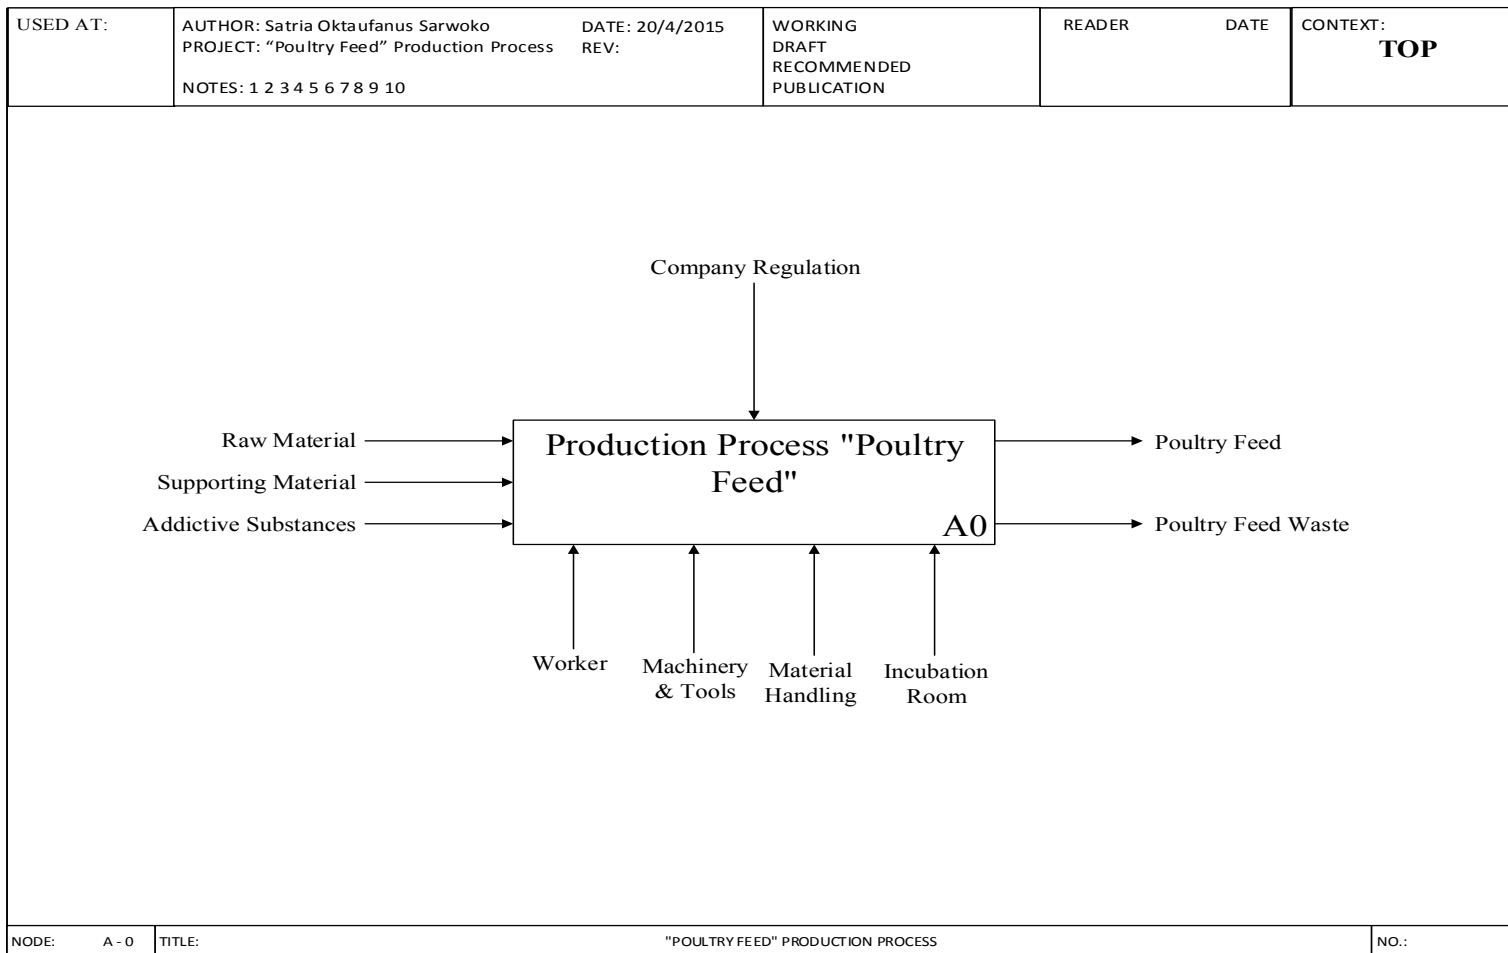 USED AT:
AUTHOR: Satria Oktaufanus Sarwoko
DATE: 20/4/2015
PROJECT: “Poultry Feed” Production Process
REV:
NOTES: 1 2 3 4 5 6 7 8 9 10
WORKING
DRAFT
RECOMMENDED
PUBLICATION
READER
DATE
CONTEXT:
TOP
Company Regulation
Raw Material
Supporting Material
Addictive Substances
Production Process "Poultry
Feed"
A0
Poultry Feed
Poultry Feed Waste
Worker
Machinery
& Tools
Material
Handling
Incubation
Room
NODE:
A - 0
TITLE:
"POULTRY FEED" PRODUCTION PROCESS
NO.: